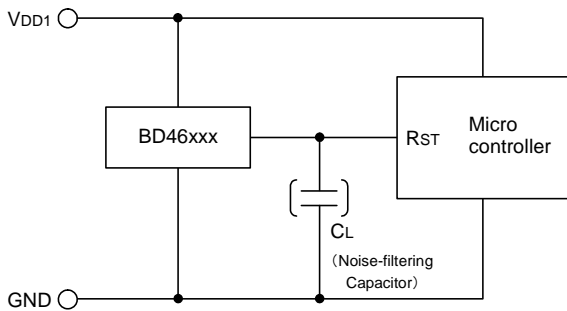 VDD1
BD46xxx
RST
Micro
controller
CL
（Noise-filtering
Capacitor）
GND